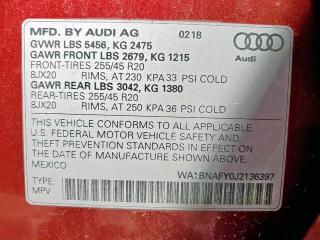 MFD. BY AUDI AG 02/18
GVWR LBS 5456, KG 2475
GAWR FRONT LBS 2679, KG 1215
FRONT-TIRES 255/45 R20
8JX20 RIMS, AT 230 KPA 33 PSI COLD
GAWR REAR LBS 3042, KG 1380
REAR-TIRES 255/45 R20
8JX20 RIMS, AT 250 KPA 36 PSI COLD
Audi
THIS VEHICLE CONFORMS TO ALL APPLICABLE
U.S. FEDERAL MOTOR VEHICLE SAFETY AND
THEFT PREVENTION STANDARDS IN EFFECT ON
THE DATE OF MANUFACTURE SHOWN ABOVE.
MEXICO
TYPE: WA1BNAFY0J2136397
MPV